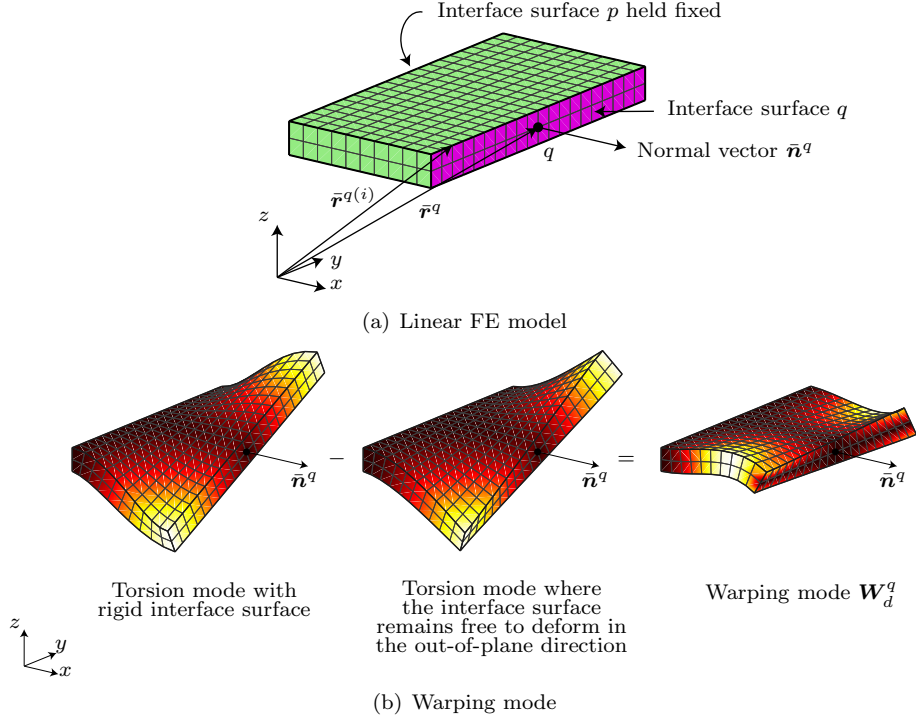 Interface surface p held fixed
Interface surface q
q
Normal vector n̄^q
r̄^{q(i)}
r̄^q
z
y
x
(a) Linear FE model
− =
n̄^q n̄^q n̄^q
Torsion mode with
rigid interface surface
Torsion mode where
the interface surface
remains free to deform in
the out-of-plane direction
Warping mode W_d^q
z
y
x
(b) Warping mode